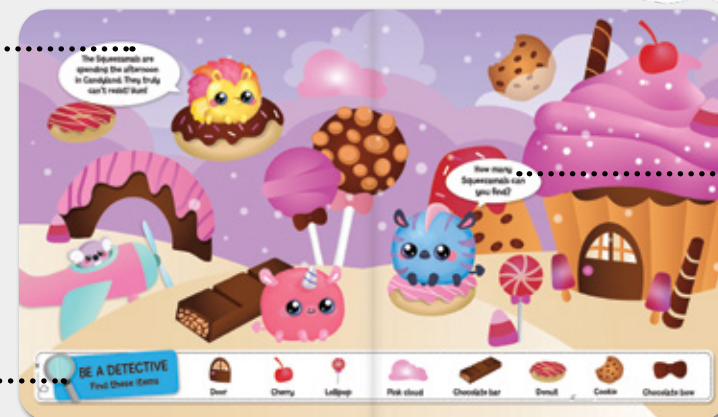 The Squeezamals are
spending the afternoon
in Candyland. They truly
can't resist! Yum!
How many
Squeezamals can
you find?
BE A DETECTIVE
Find these items
Door
Cherry
Lollipop
Pink cloud
Chocolate bar
Donut
Cookie
Chocolate bow